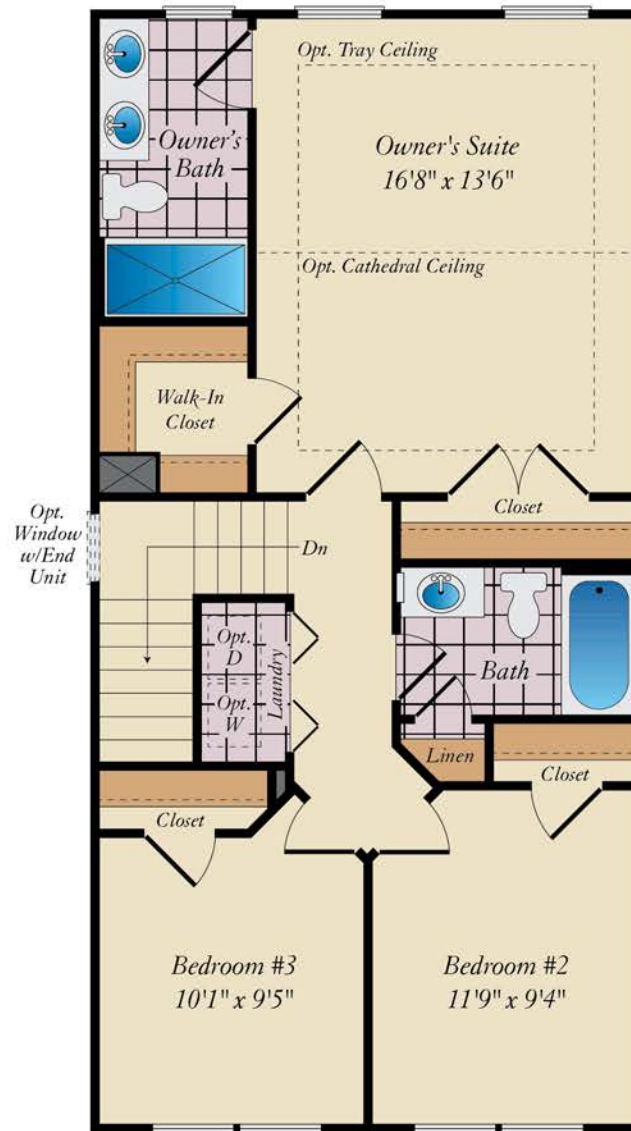 Opt. Tray Ceiling
Owner's
Bath
Owner's Suite
16'8" x 13'6"
Opt. Cathedral Ceiling
Walk-In
Closet
Opt.
Window
w/End
Unit
Dn
Closet
Opt.
D
Opt.
W
Laundry
Bath
Linen
Closet
Closet
Bedroom #3
10'1" x 9'5"
Bedroom #2
11'9" x 9'4"